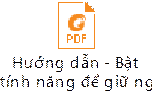 G
PDF
Hướng dẫn - Bật
tính năng để giữ ng